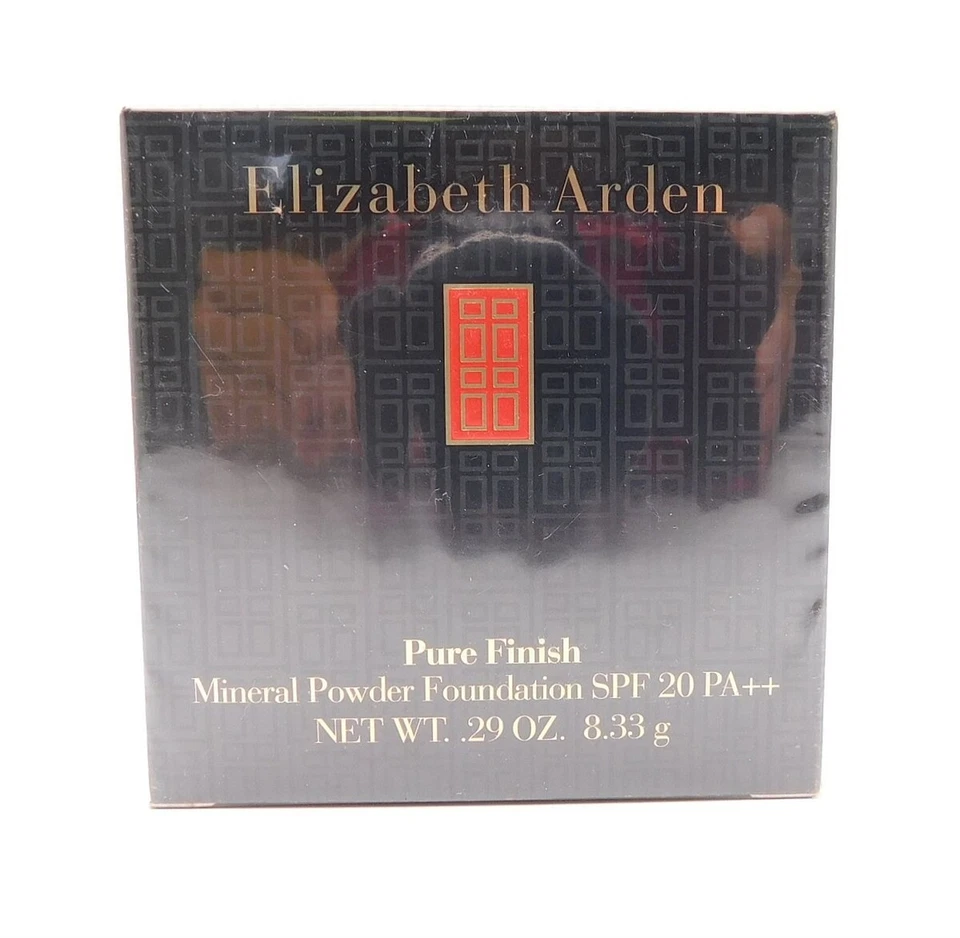 Elizabeth Arden
Pure Finish
Mineral Powder Foundation SPF 20 PA++
NET WT. .29 OZ. 8.33 g